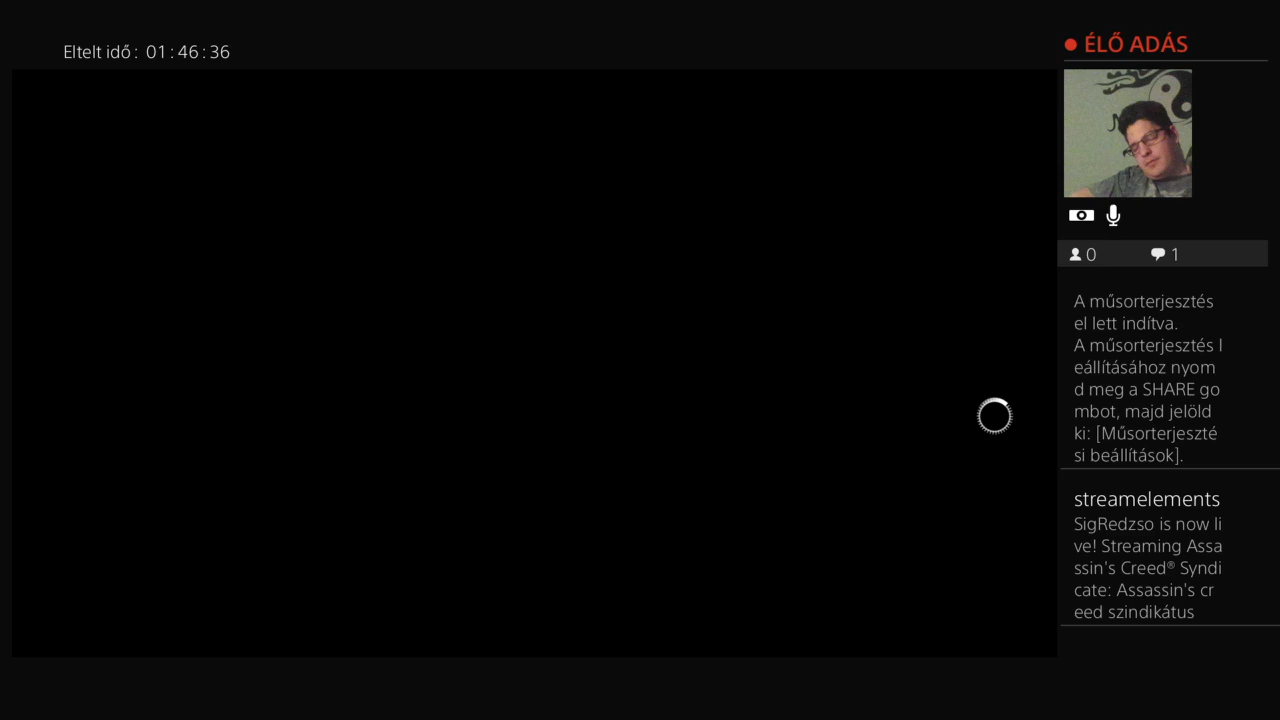 Eltelt idő : 01 : 46 : 36
ÉLŐ ADÁS
0 1
A műsorterjesztés
el lett indítva.
A műsorterjesztés l
eállításához nyom
d meg a SHARE go
mbot, majd jelöld
ki: [Műsorterjeszté
si beállítások].
streamelements
SigRedzso is now li
ve! Streaming Assa
ssin's Creed® Syndi
cate: Assassin's cr
eed szindikátus